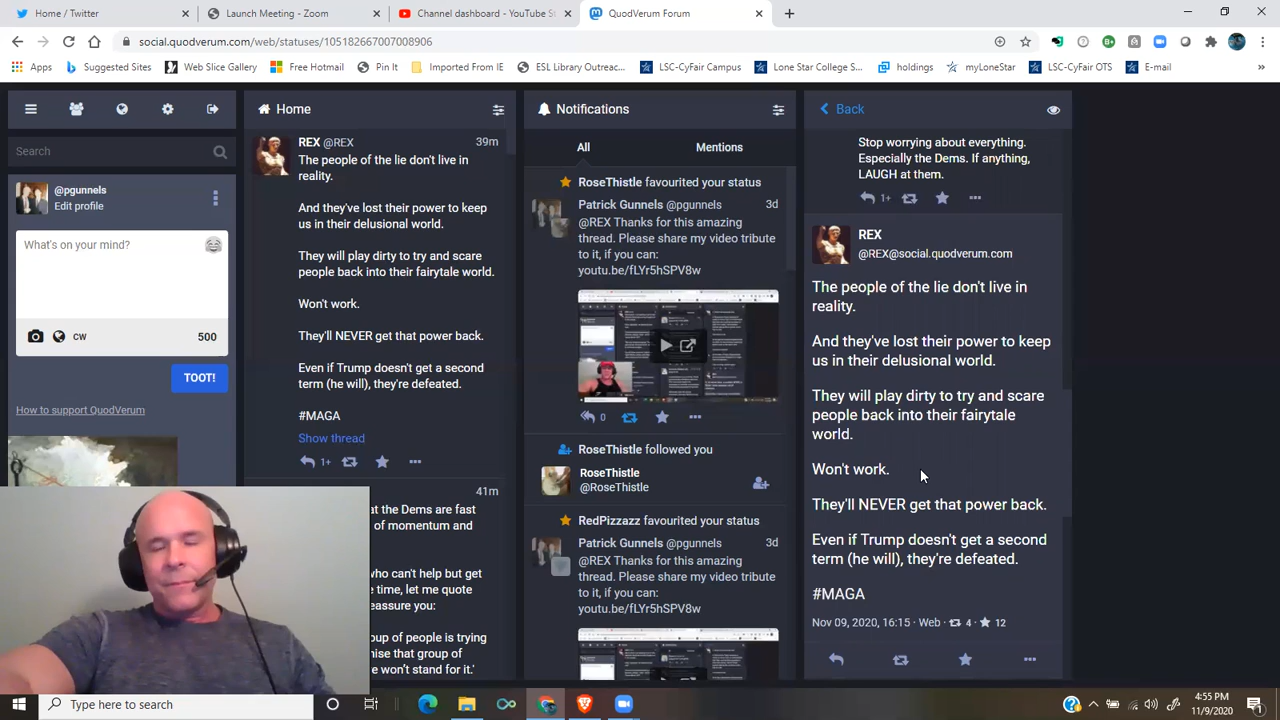 Home / Twitter
Launch Meeting - Zoom
Channel dashboard - YouTube St
QuodVerum Forum
social.quodverum.com/web/statuses/105182667007008906
Apps
Suggested Sites
Web Slice Gallery
Free Hotmail
Pin It
Imported From IE
ESL Library Outreac...
LSC-CyFair Campus
Lone Star College S...
holdings
myLoneStar
LSC-CyFair OTS
E-mail
Search
@pgunnels
Edit profile
What's on your mind?
CW
500
TOOT!
How to support QuodVerum
Home
REX @REX
39m
The people of the lie don't live in
reality.
And they've lost their power to keep
us in their delusional world.
They will play dirty to try and scare
people back into their fairytale world.
Won't work.
They'll NEVER get that power back.
Even if Trump doesn't get a second
term (he will), they're defeated.
#MAGA
Show thread
1+
41m
at the Dems are fast
of momentum and
who can't help but get
e time, let me quote
eassure you:
up of people is trying
nise that group of
won't stand for it:'
Notifications
All
Mentions
RoseThistle favourited your status
Patrick Gunnels @pgunnels
3d
@REX Thanks for this amazing
thread. Please share my video tribute
to it, if you can:
youtu.be/fLYr5hSPV8w
0
RoseThistle followed you
RoseThistle
@RoseThistle
RedPizzazz favourited your status
Patrick Gunnels @pgunnels
3d
@REX Thanks for this amazing
thread. Please share my video tribute
to it, if you can:
youtu.be/fLYr5hSPV8w
Back
Stop worrying about everything.
Especially the Dems. If anything,
LAUGH at them.
1+
REX
@REX@social.quodverum.com
The people of the lie don't live in
reality.
And they've lost their power to keep
us in their delusional world.
They will play dirty to try and scare
people back into their fairytale
world.
Won't work.
They'll NEVER get that power back.
Even if Trump doesn't get a second
term (he will), they're defeated.
#MAGA
Nov 09, 2020, 16:15 · Web · 4 · 12
Type here to search
4:55 PM
11/9/2020